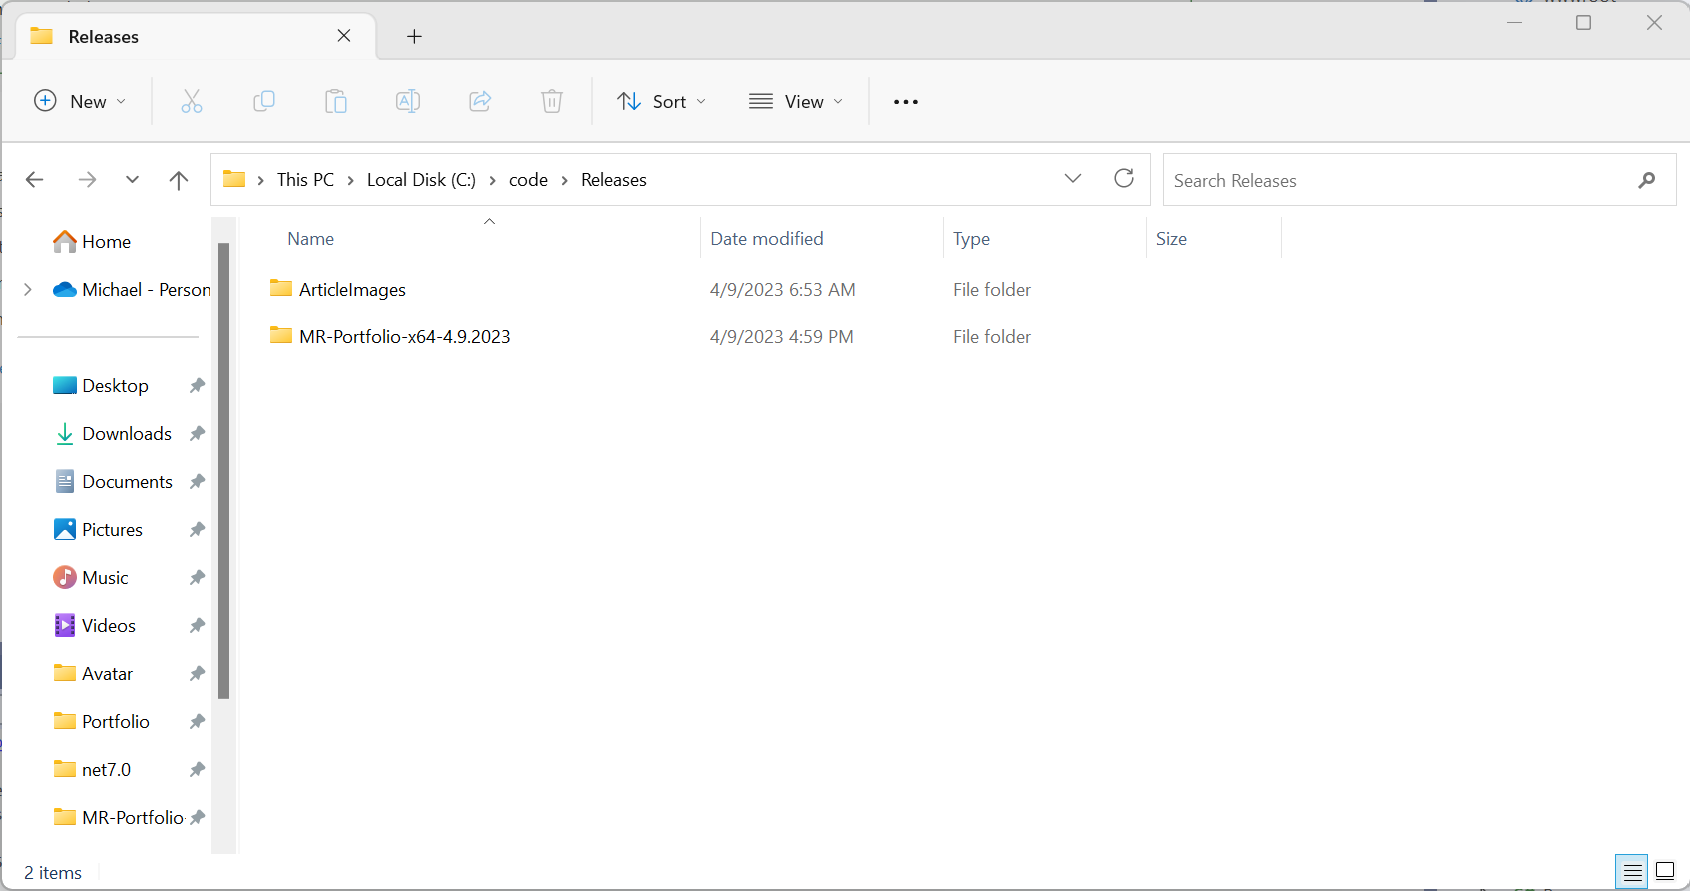 Releases
New
Sort
View
This PC > Local Disk (C:) > code > Releases
Search Releases
Home
Michael - Person
Desktop
Downloads
Documents
Pictures
Music
Videos
Avatar
Portfolio
net7.0
MR-Portfolio-
Name Date modified Type Size
ArticleImages 4/9/2023 6:53 AM File folder
MR-Portfolio-x64-4.9.2023 4/9/2023 4:59 PM File folder
2 items